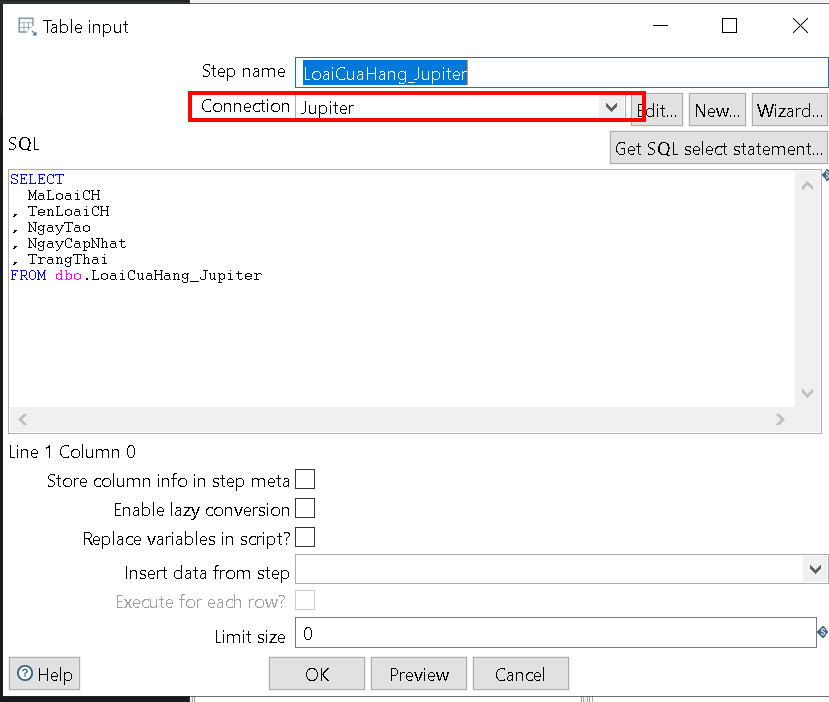 Table input
Step name LoaiCuaHang_Jupiter
Connection Jupiter Edit... New... Wizard...
SQL
Get SQL select statement...
SELECT
MaLoaiCH
, TenLoaiCH
, NgayTao
, NgayCapNhat
, TrangThai
FROM dbo.LoaiCuaHang_Jupiter
Line 1 Column 0
Store column info in step meta
Enable lazy conversion
Replace variables in script?
Insert data from step
Execute for each row?
Limit size 0
Help OK Preview Cancel